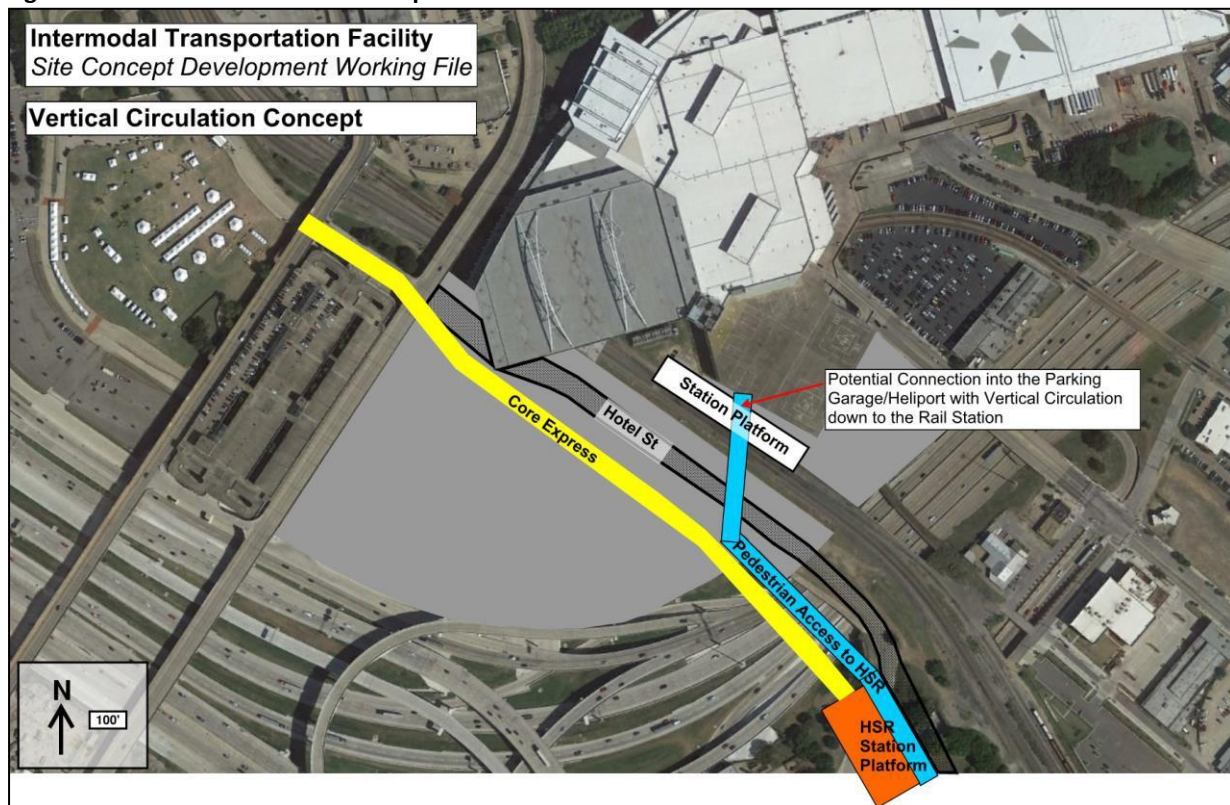 Intermodal Transportation Facility
Site Concept Development Working File
Vertical Circulation Concept
Station Platform
Potential Connection into the Parking
Garage/Heliport with Vertical Circulation
down to the Rail Station
Hotel St
Core Express
Pedestrian Access to HSR
HSR
Station
Platform
N
100'